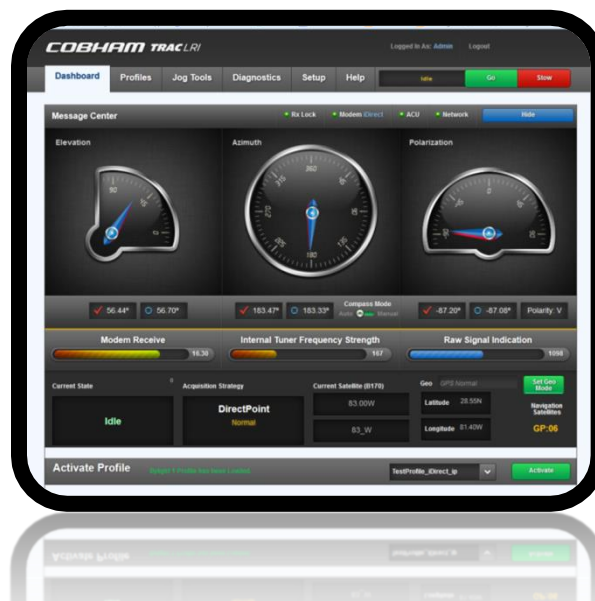 COBHAM TRAC LRI
Logged In As: Admin Logout
Dashboard Profiles Jog Tools Diagnostics Setup Help Idle Go Stow
Message Center Rx Lock Modem iDirect ACU Network Hide
Elevation Azimuth Polarization
56.44° 56.70° 183.47° 183.33° Compass Mode Auto Manual -87.20° -87.08° Polarity: V
Modem Receive Internal Tuner Frequency Strength Raw Signal Indication
16.30 167 1098
Current State Acquisition Strategy Current Satellite (B170) Geo GPS Normal Set Geo Mode
Idle DirectPoint Normal 83.00W Latitude 28.55N Navigation Satellites
83_W Longitude 81.40W GP:06
Activate Profile Profile has been Loaded. TestProfile_iDirect_ip Activate